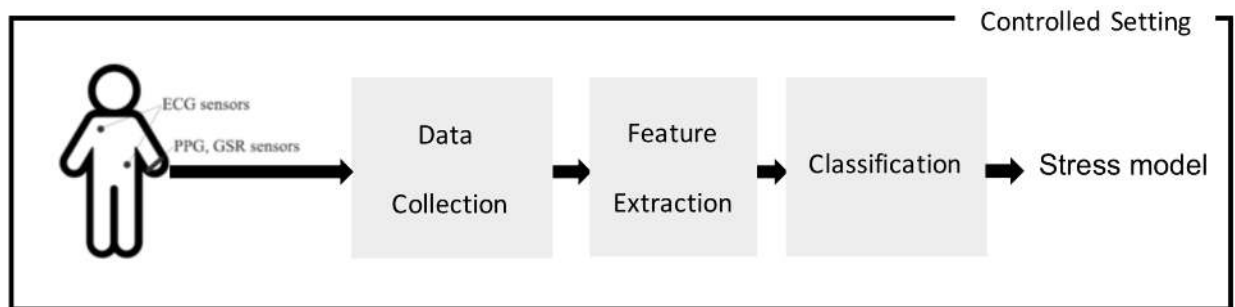 Controlled Setting
ECG sensors
PPG, GSR sensors
Data
Collection
Feature
Extraction
Classification
Stress model